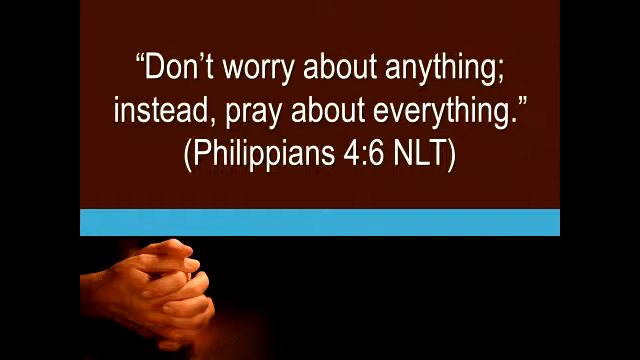 “Don’t worry about anything;
instead, pray about everything.”
(Philippians 4:6 NLT)